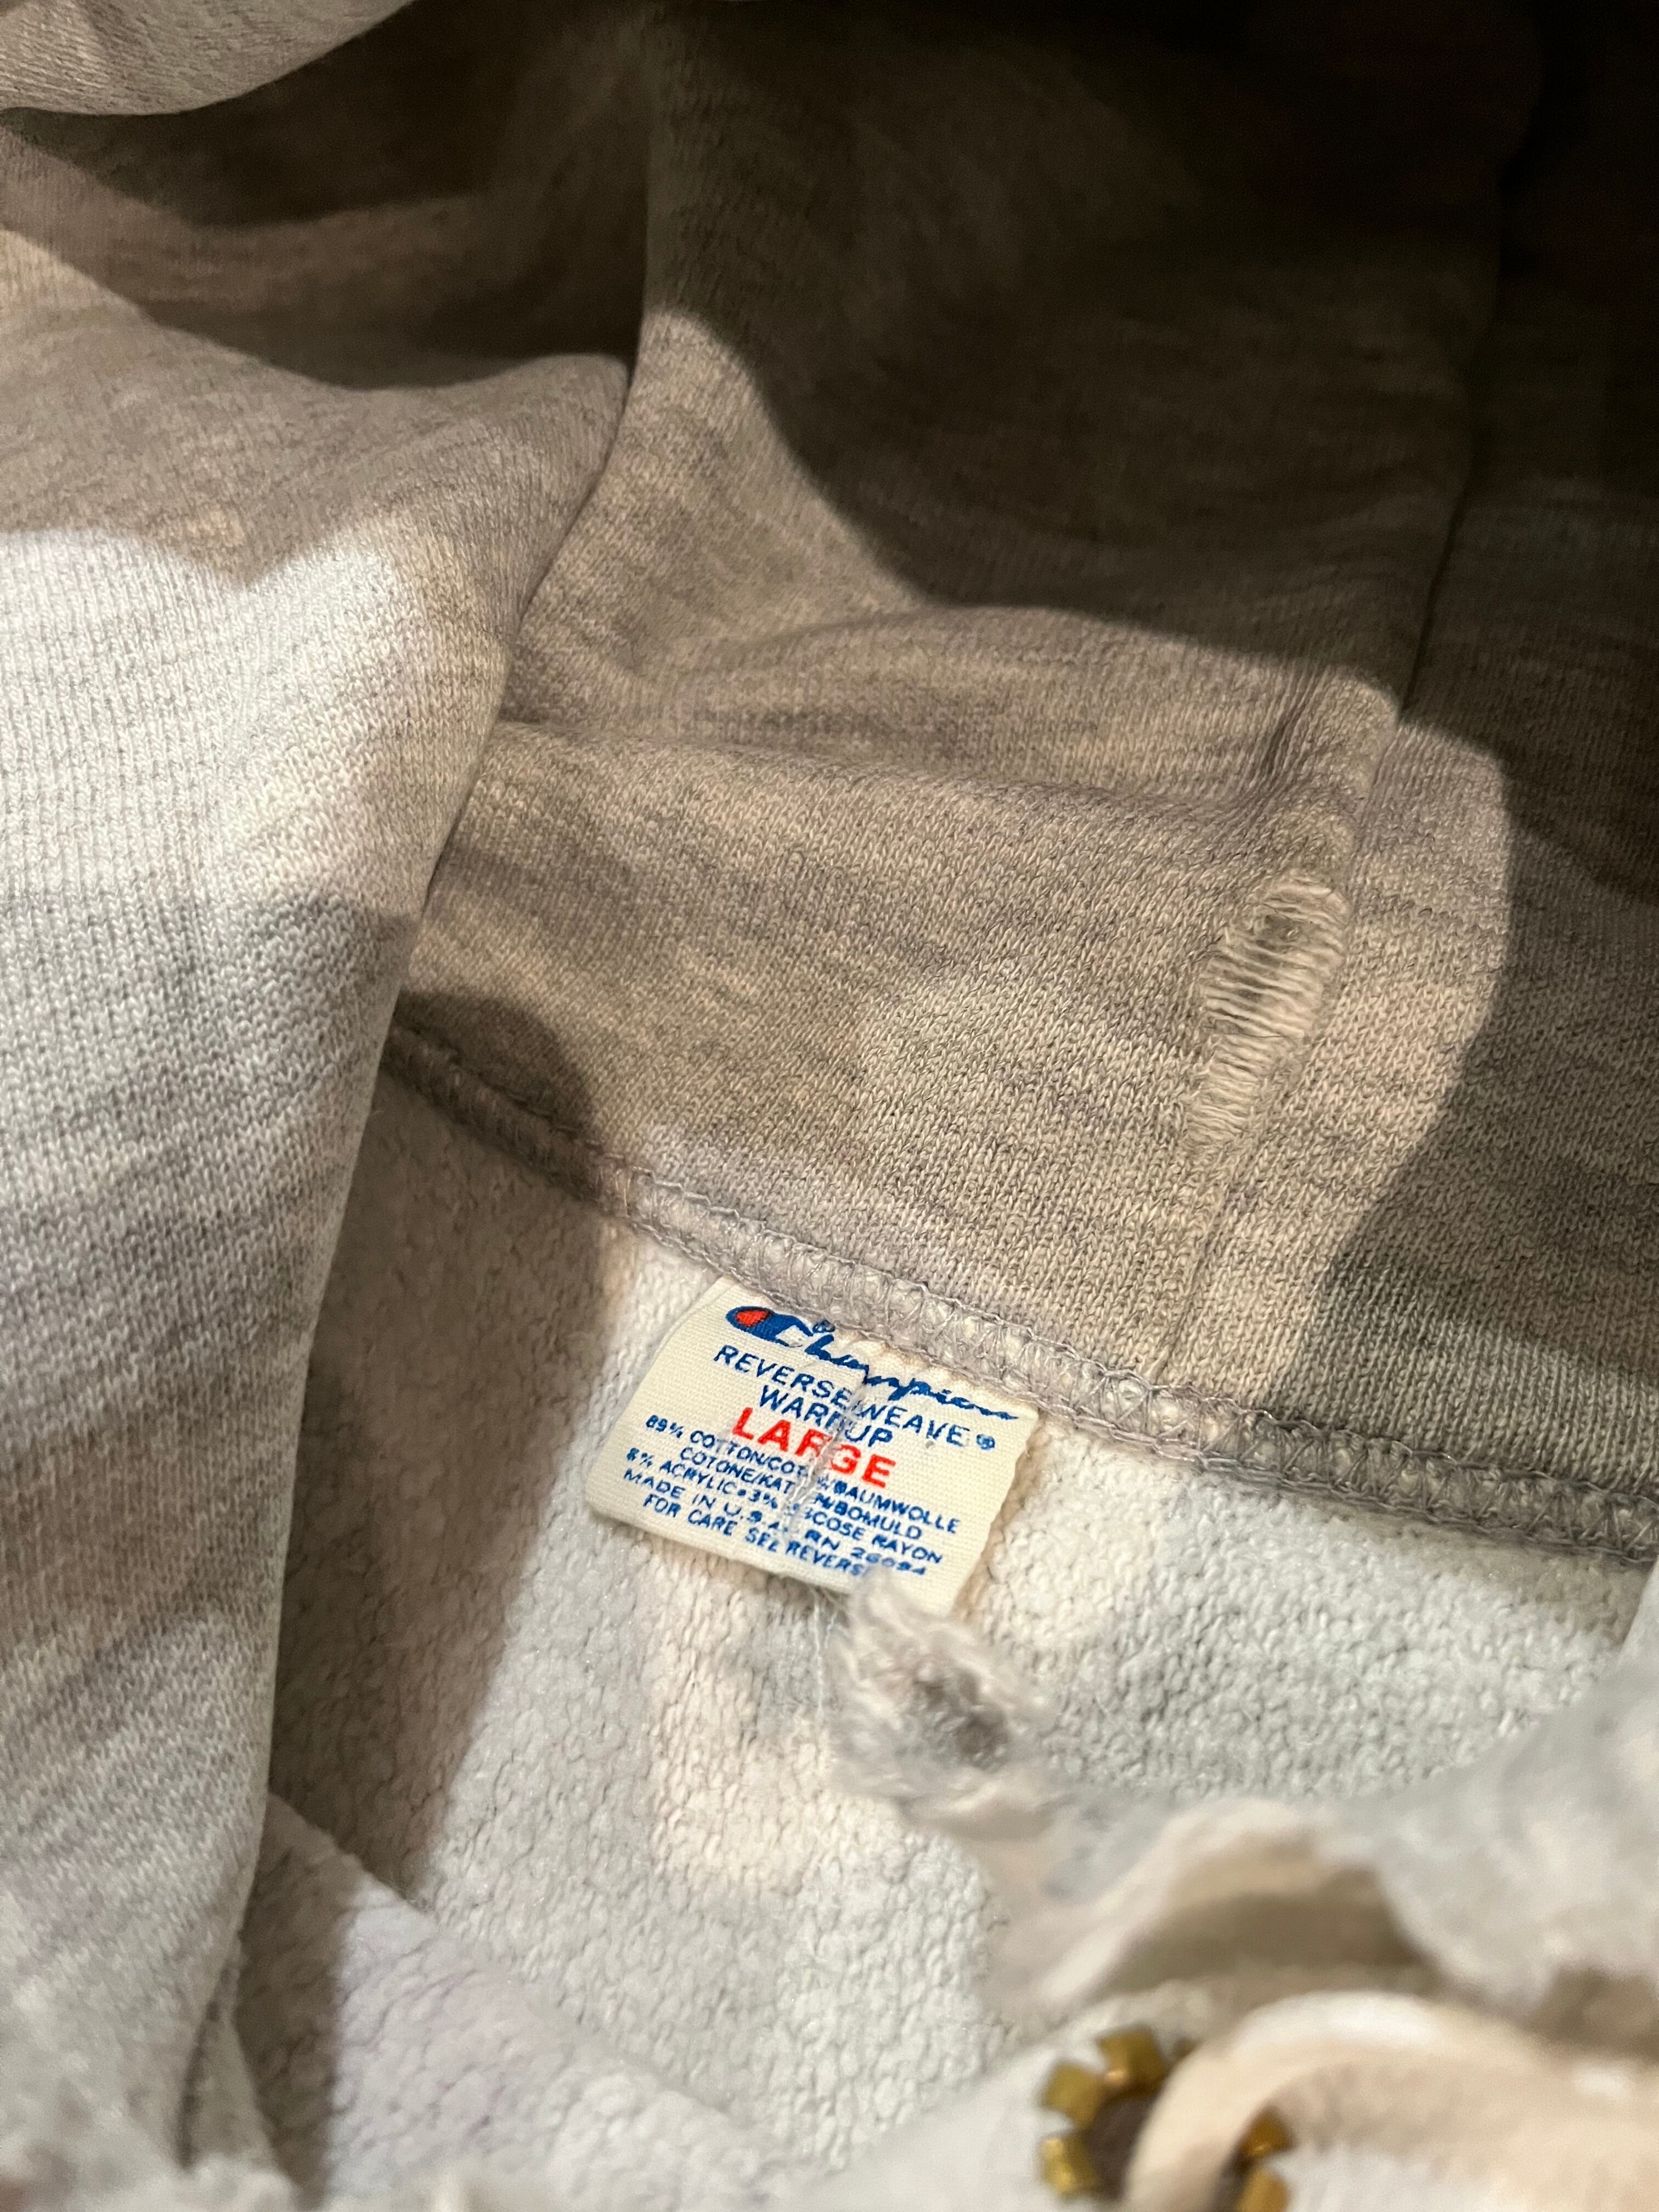 Champion®
REVERSE WEAVE®
WARM UP
LARGE
89% COTTON/COTON/BAUMWOLLE
COTONE/KATOEN/BOMULD
8% ACRYLIC•3% VISCOSE RAYON
MADE IN U.S.A. RN 26094
FOR CARE SEE REVERSE